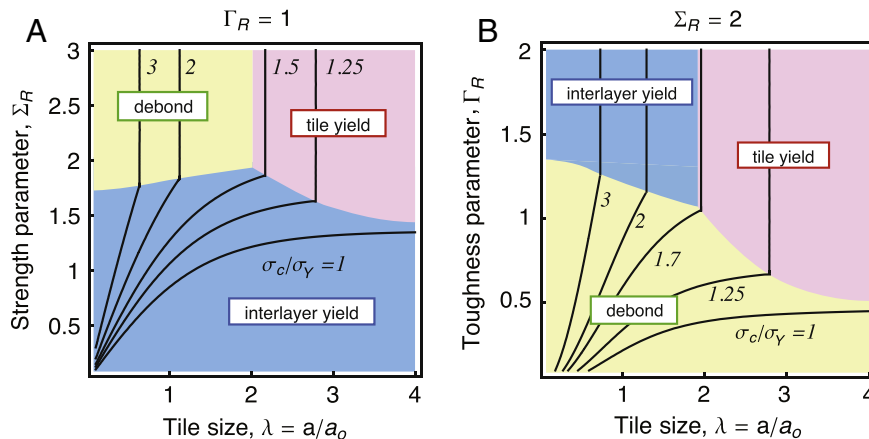 A
Γ_R = 1
Strength parameter, Σ_R
3
2.5
2
1.5
1
0.5
3
2
1.5
1.25
debond
tile yield
σ_c/σ_Y =1
interlayer yield
1
2
3
4
Tile size, λ = a/a_o
B
Σ_R = 2
Toughness parameter, Γ_R
2
1.5
1
0.5
interlayer yield
tile yield
3
2
1.7
1.25
debond
σ_c/σ_Y =1
1
2
3
4
Tile size, λ = a/a_o